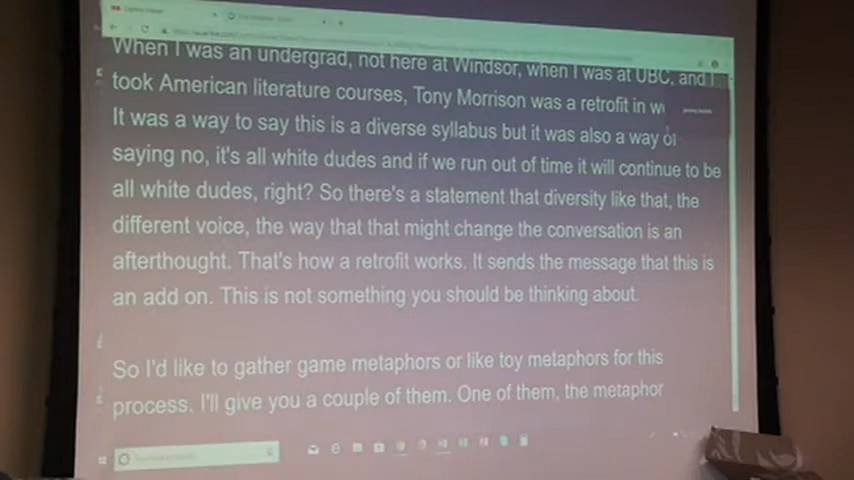 When I was an undergrad, not here at Windsor, when I was at UBC, and I
took American literature courses, Tony Morrison was a retrofit in
It was a way to say this is a diverse syllabus but it was also a way of
saying no, it's all white dudes and if we run out of time it will continue to be
all white dudes, right? So there's a statement that diversity like that, the
different voice, the way that that might change the conversation is an
afterthought. That's how a retrofit works. It sends the message that this is
an add on. This is not something you should be thinking about.
So I'd like to gather game metaphors or like toy metaphors for this
process. I'll give you a couple of them. One of them, the metaphor